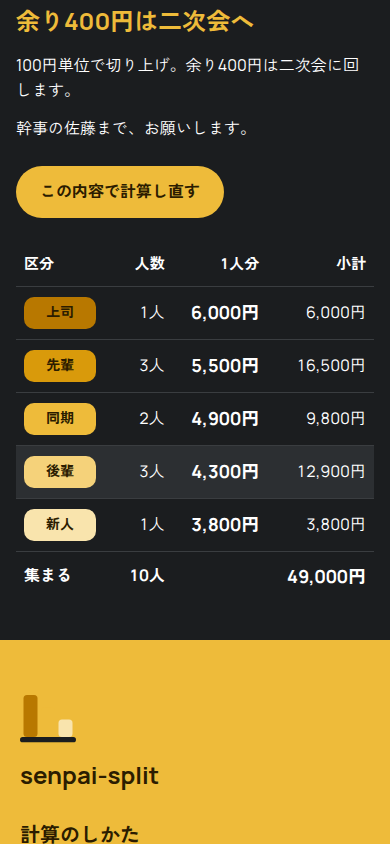 余り400円は二次会へ
100円単位で切り上げ。余り400円は二次会に回
します。
幹事の佐藤まで、お願いします。
この内容で計算し直す
区分 人数 1人分 小計
上司 1人 6,000円 6,000円
先輩 3人 5,500円 16,500円
同期 2人 4,900円 9,800円
後輩 3人 4,300円 12,900円
新人 1人 3,800円 3,800円
集まる 10人 49,000円
senpai-split
計算のしかた